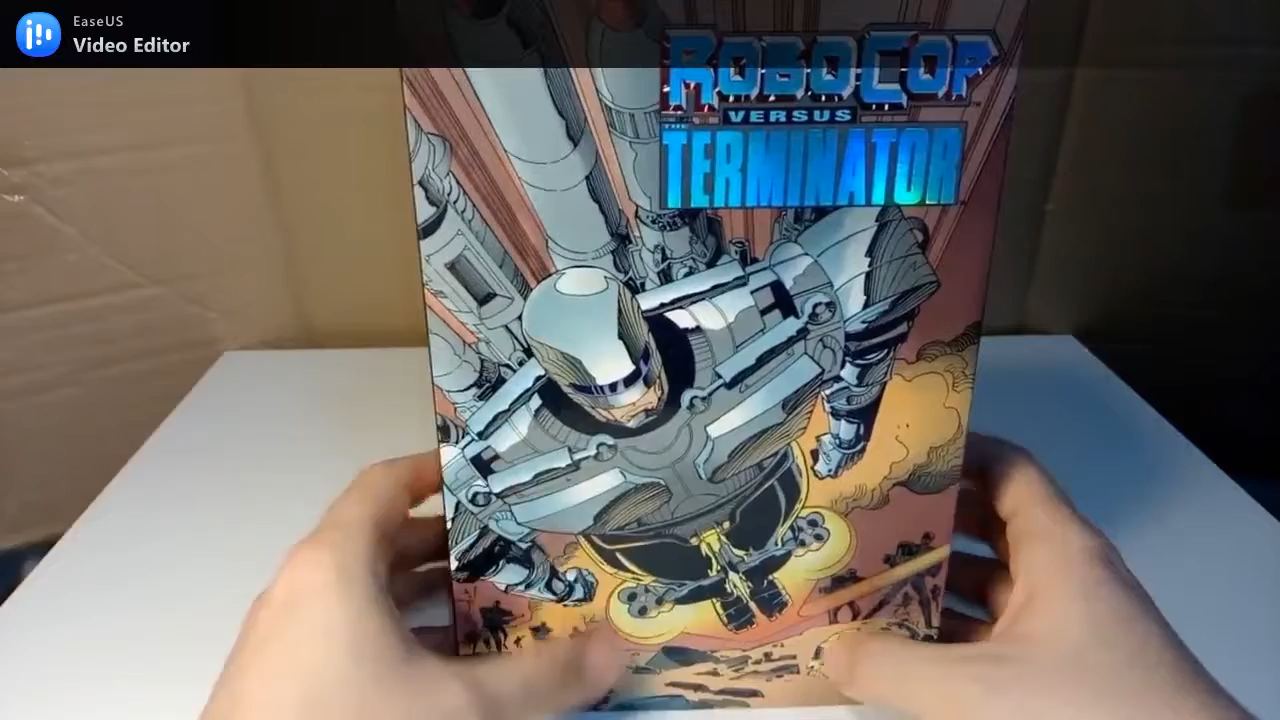 EaseUS
Video Editor
ROBOCOP
VERSUS
THE
TERMINATOR